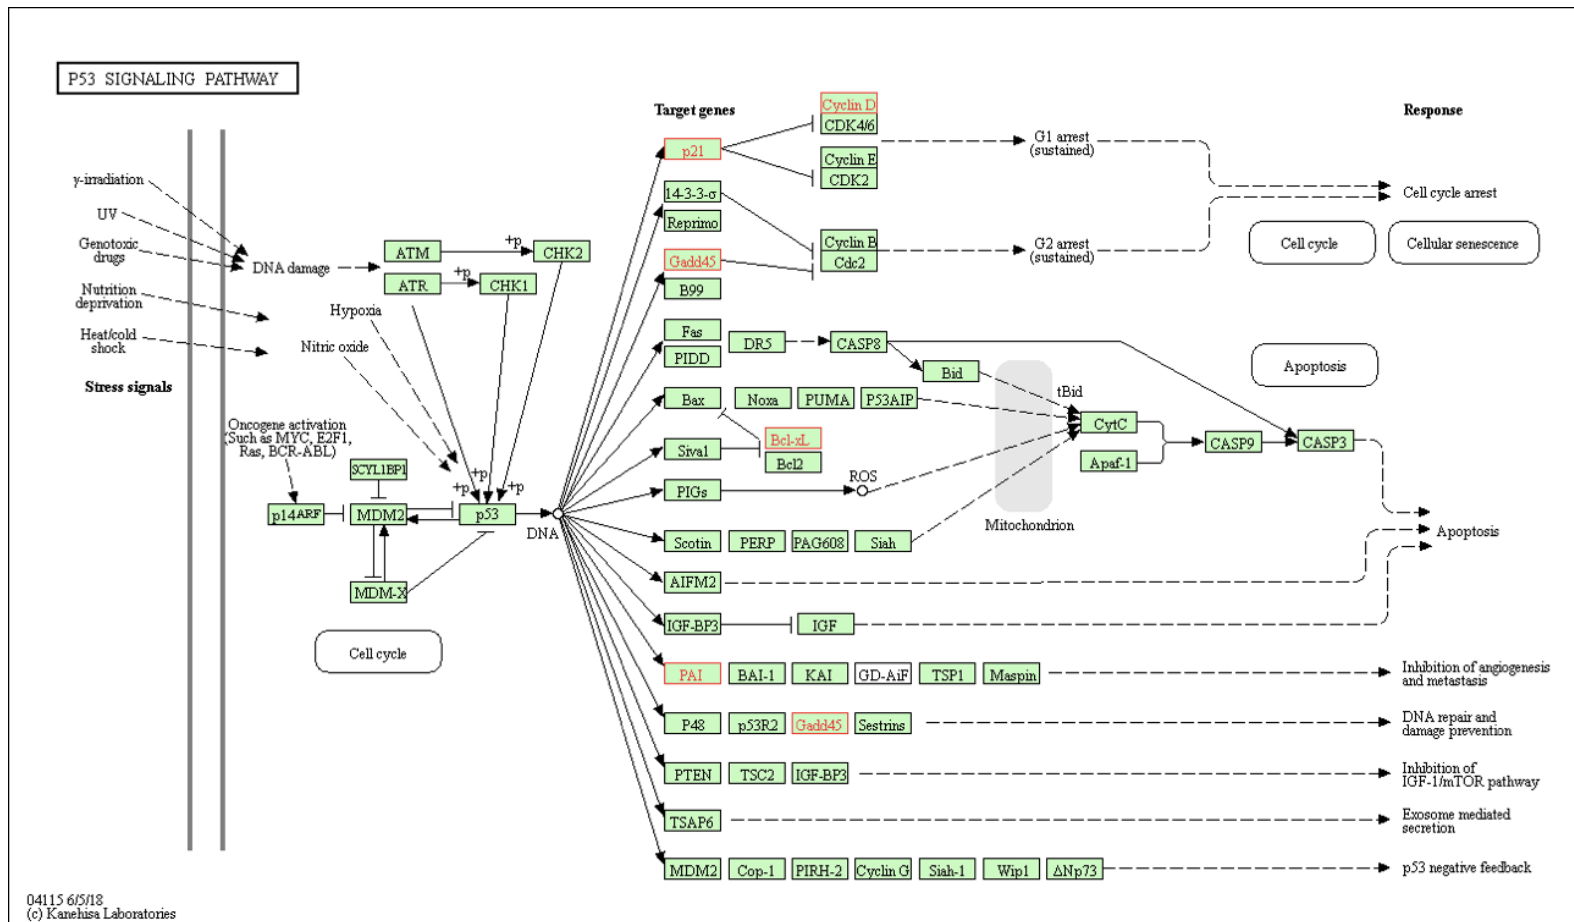 P53 SIGNALING PATHWAY
Target genes
Response
γ-irradiation
UV
Genotoxic
drugs
Nutrition
deprivation
Heat/cold
shock
Stress signals
DNA damage
ATM
+p
CHK2
ATR
+p
CHK1
Hypoxia
Nitric oxide
Oncogene activation
(Such as MYC, E2F1,
Ras, BCR-ABL)
SCYL1BP1
+p
+p
+p
p14ARF
MDM2
p53
DNA
MDM-X
Cell cycle
p21
Cyclin D
CDK4/6
Cyclin E
CDK2
G1 arrest
(sustained)
14-3-3-σ
Reprimo
Gadd45
B99
Cyclin B
Cdc2
G2 arrest
(sustained)
Cell cycle arrest
Cell cycle
Cellular senescence
Fas
PIDD
DR5
CASP8
Bid
tBid
Apoptosis
Bax
Noxa
PUMA
P53AIP
CytC
Siva1
Bcl-xL
Bcl2
Apaf-1
CASP9
CASP3
PIGs
ROS
Mitochondrion
Scotin
PERP
PAG608
Siah
Apoptosis
AIFM2
IGF-BP3
IGF
PAI
BAI-1
KAI
GD-AiF
TSP1
Maspin
Inhibition of angiogenesis
and metastasis
P48
p53R2
Gadd45
Sestrins
DNA repair and
damage prevention
PTEN
TSC2
IGF-BP3
Inhibition of
IGF-1/mTOR pathway
TSAP6
Exosome mediated
secretion
MDM2
Cop-1
PIRH-2
Cyclin G
Siah-1
Wip1
ΔNp73
p53 negative feedback
04115 6/5/18
(c) Kanehisa Laboratories